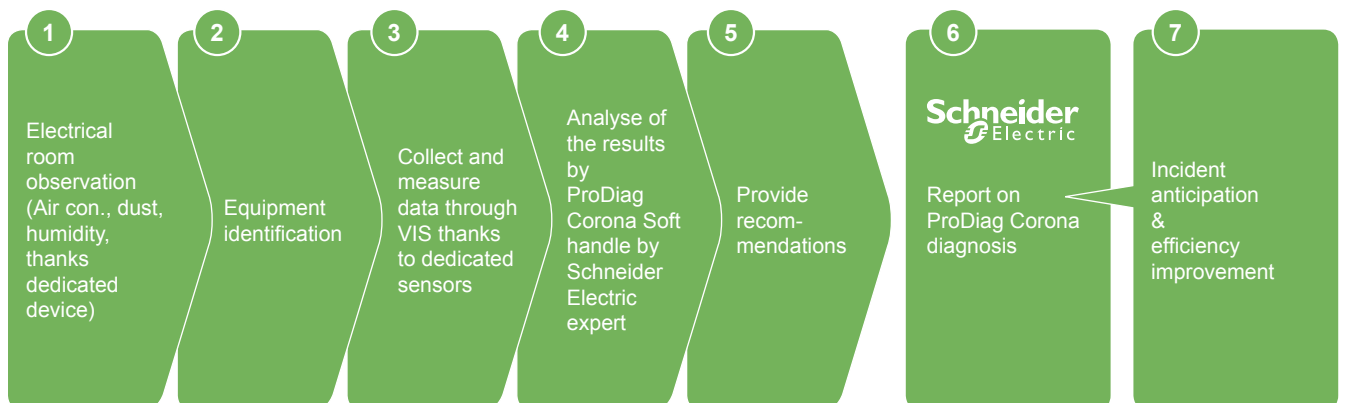 1
Electrical
room
observation
(Air con., dust,
humidity,
thanks
dedicated
device)
2
Equipment
identification
3
Collect and
measure
data through
VIS thanks
to dedicated
sensors
4
Analyse of
the results
by
ProDiag
Corona Soft
handle by
Schneider
Electric
expert
5
Provide
recom-
mendations
6
Schneider
Electric
Report on
ProDiag Corona
diagnosis
7
Incident
anticipation
&
efficiency
improvement